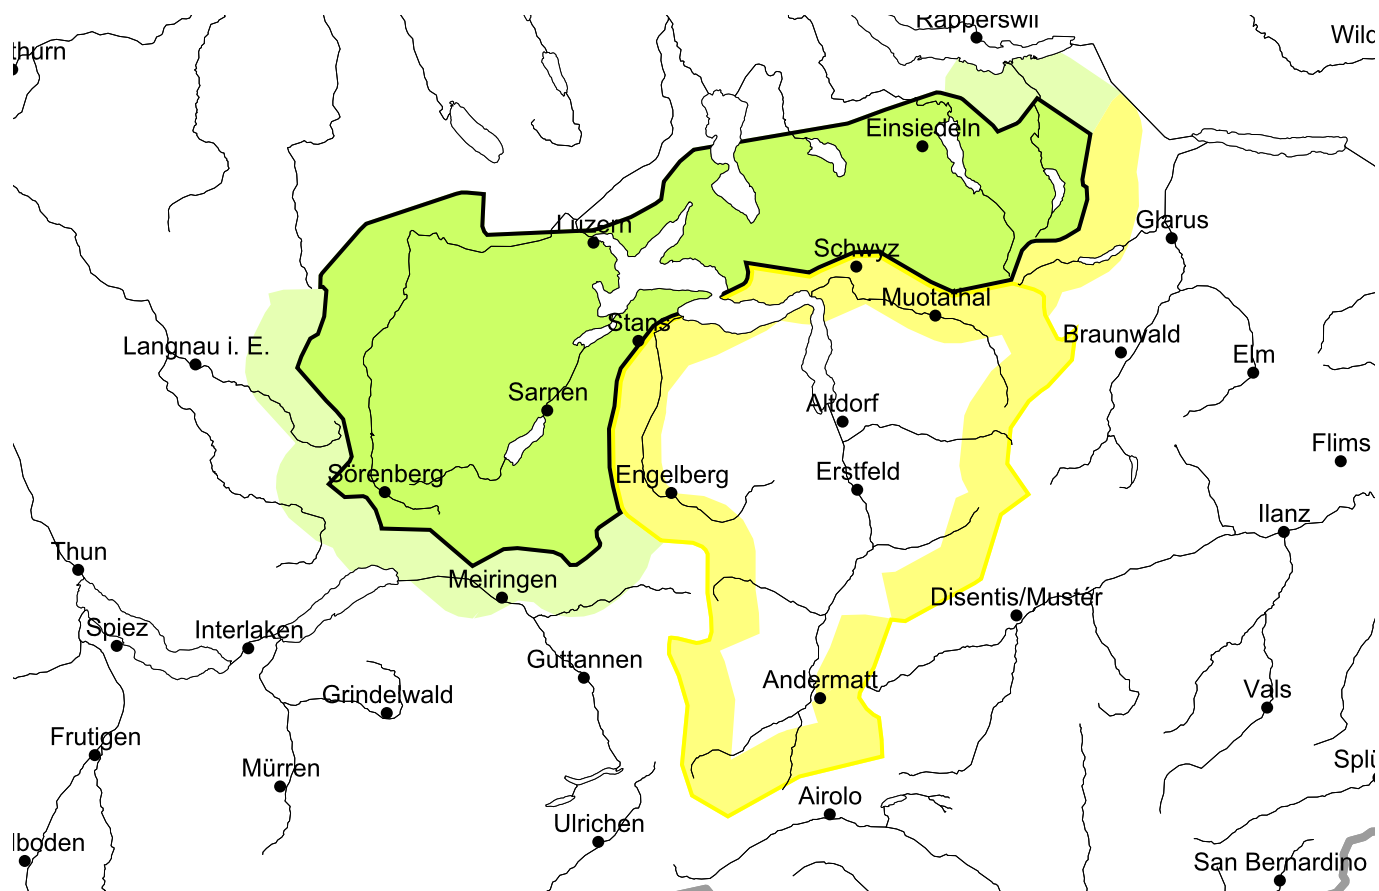 Rapperswil
thurn
Wild
Einsiedeln
Luzern
Glarus
Schwyz
Muotathal
Stans
Braunwald
Langnau i. E.
Elm
Sarnen
Altdorf
Flims
Sörenberg
Engelberg
Erstfeld
Ilanz
Thun
Meiringen
Disentis/Mustér
Spiez
Interlaken
Guttannen
Andermatt
Vals
Grindelwald
Frutigen
Mürren
Splü
Airolo
Ulrichen
lboden
San Bernardino